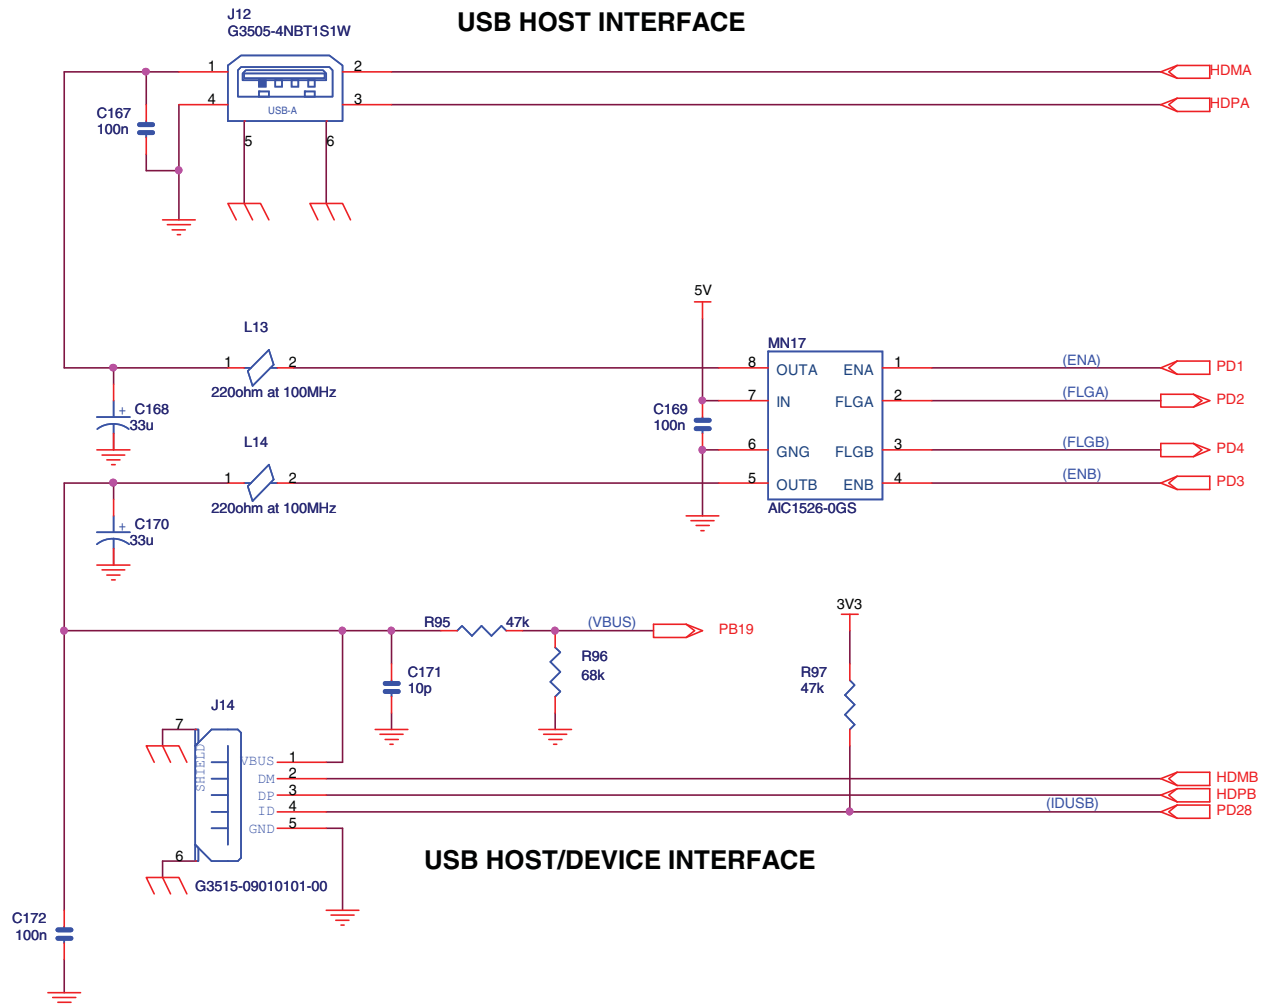 J12
G3505-4NBT1S1W
USB HOST INTERFACE
1
2
HDMA
4
3
HDPA
USB-A
C167
100n
5
6
5V
L13
1
2
220ohm at 100MHz
MN17
8
OUTA
ENA
1
(ENA)
PD1
7
IN
FLGA
2
(FLGA)
PD2
C168
33u
+
C169
100n
6
GNG
FLGB
3
(FLGB)
PD4
L14
1
2
220ohm at 100MHz
5
OUTB
ENB
4
(ENB)
PD3
AIC1526-0GS
C170
33u
+
3V3
R95
47k
(VBUS)
PB19
R96
68k
R97
47k
C171
10p
J14
7
SHIELD
VBUS
1
DM
2
HDMB
DP
3
HDPB
ID
4
(IDUSB)
PD28
GND
5
6
G3515-09010101-00
USB HOST/DEVICE INTERFACE
C172
100n